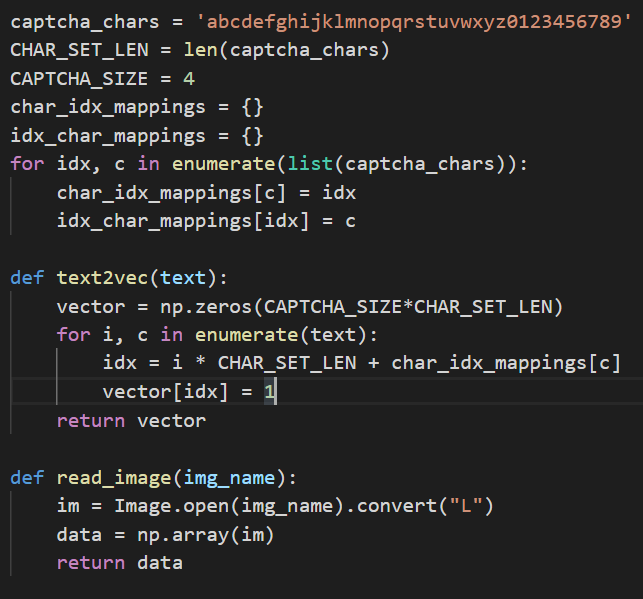 captcha_chars = 'abcdefghijklmnopqrstuvwxyz0123456789'
CHAR_SET_LEN = len(captcha_chars)
CAPTCHA_SIZE = 4
char_idx_mappings = {}
idx_char_mappings = {}
for idx, c in enumerate(list(captcha_chars)):
    char_idx_mappings[c] = idx
    idx_char_mappings[idx] = c

def text2vec(text):
    vector = np.zeros(CAPTCHA_SIZE*CHAR_SET_LEN)
    for i, c in enumerate(text):
        idx = i * CHAR_SET_LEN + char_idx_mappings[c]
        vector[idx] = 1
    return vector

def read_image(img_name):
    im = Image.open(img_name).convert("L")
    data = np.array(im)
    return data